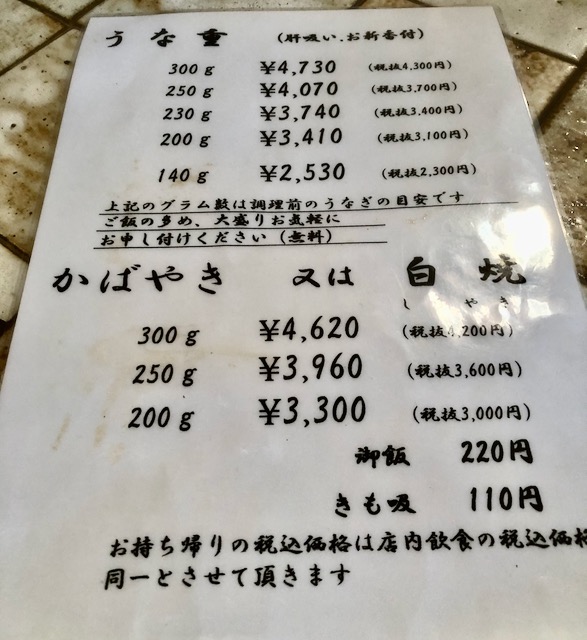 うな重 (肝吸い.お新香付)
300g ¥4,730 (税抜4,300円)
250g ¥4,070 (税抜3,700円)
230g ¥3,740 (税抜3,400円)
200g ¥3,410 (税抜3,100円)
140g ¥2,530 (税抜2,300円)
上記のグラム数は調理前のうなぎの目安です
ご飯の多め、大盛りお気軽に
お申し付けください(無料)
かばやき 又は 白焼
しやき
300g ¥4,620 (税抜4,200円)
250g ¥3,960 (税抜3,600円)
200g ¥3,300 (税抜3,000円)
御飯 220円
きも吸 110円
お持ち帰りの税込価格は店内飲食の税込価格
同一とさせて頂きます